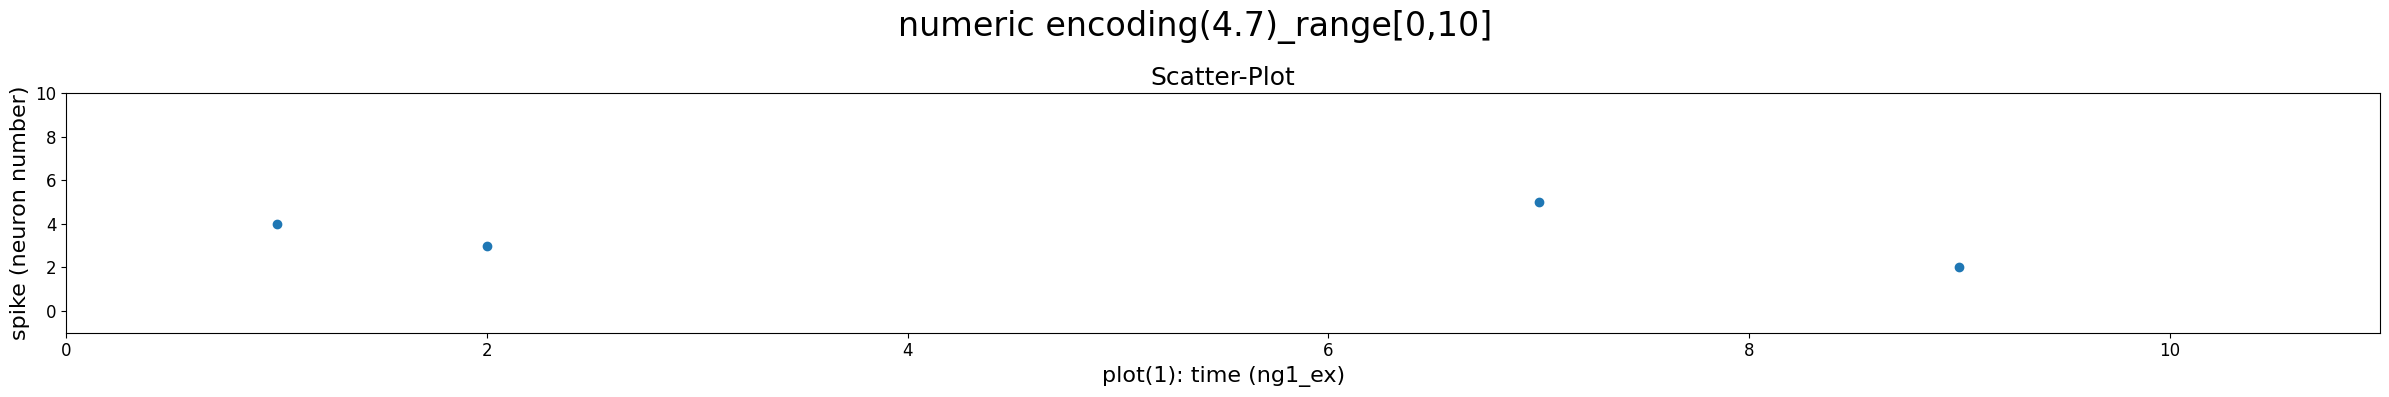 numeric encoding(4.7)_range[0,10]
Scatter-Plot
spike (neuron number)
10
8
6
4
2
0
0 2 4 6 8 10
plot(1): time (ng1_ex)